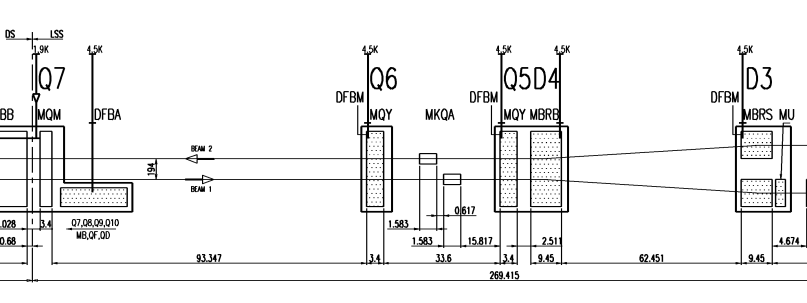 DS LSS
1.9K 4.5K 4.5K 4.5K 4.5K 4.5K
Q7 Q6 Q5 D4 D3
DFBM DFBM DFBM
BB MQM DFBA MQY MKQA MQY MBRB MBRS MU
BEAM 2
194
BEAM 1
0.617
.028 3.4 Q7,Q8,Q9,Q10 1.583
MB,QF,QD
0.68 1.583 15.817 2.511 4.674
93.347 3.4 33.6 3.4 9.45 62.451 9.45
269.415